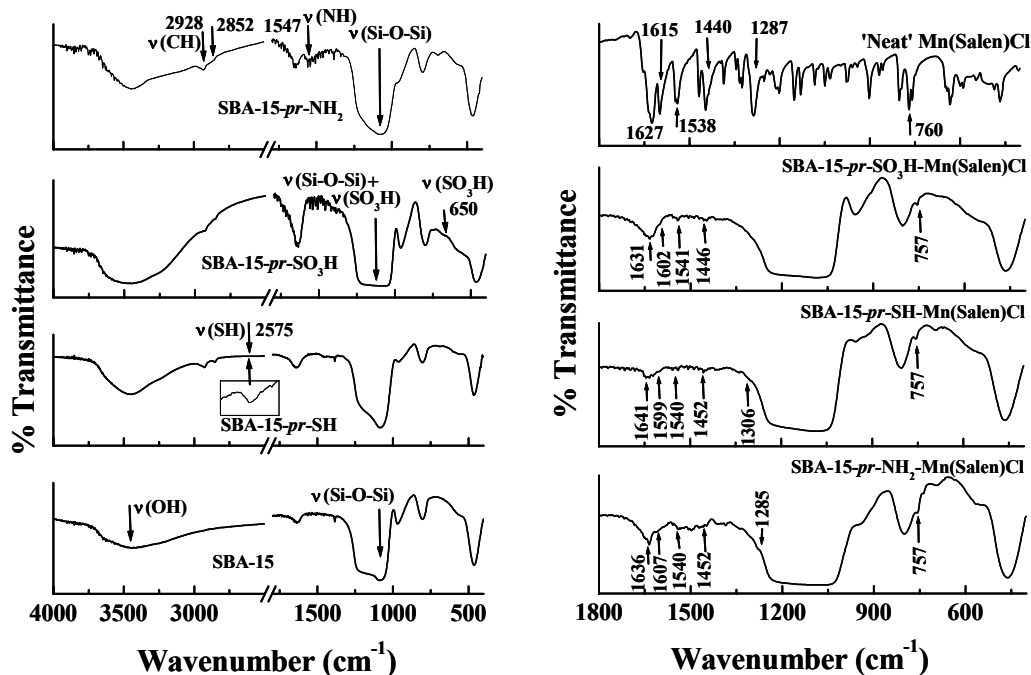 % Transmittance
2928
2852
ν(CH)
1547
ν(NH)
ν(Si-O-Si)
SBA-15-pr-NH2
ν(Si-O-Si)+
ν(SO3H)
ν(SO3H)
650
SBA-15-pr-SO3H
ν(SH)
2575
SBA-15-pr-SH
ν(OH)
ν(Si-O-Si)
SBA-15
4000 3500 3000 1500 1000 500
Wavenumber (cm-1)
% Transmittance
1615
1440
1287
'Neat' Mn(Salen)Cl
1627
1538
760
SBA-15-pr-SO3H-Mn(Salen)Cl
1631
1602
1541
1446
757
SBA-15-pr-SH-Mn(Salen)Cl
1641
1599
1540
1452
1306
757
SBA-15-pr-NH2-Mn(Salen)Cl
1285
1636
1607
1540
1452
757
1800 1500 1200 900 600
Wavenumber (cm-1)